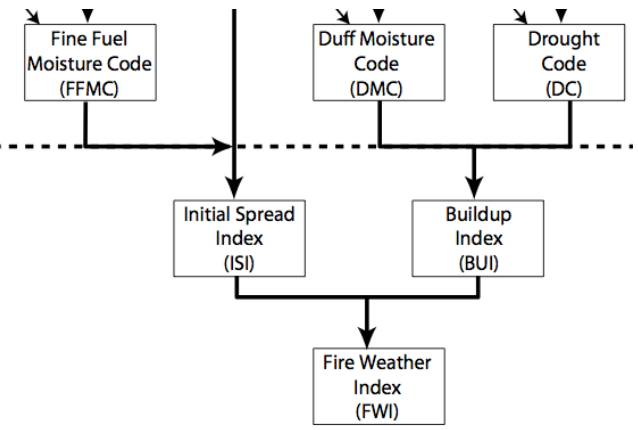 Fine Fuel
Moisture Code
(FFMC)
Duff Moisture
Code
(DMC)
Drought
Code
(DC)
Initial Spread
Index
(ISI)
Buildup
Index
(BUI)
Fire Weather
Index
(FWI)